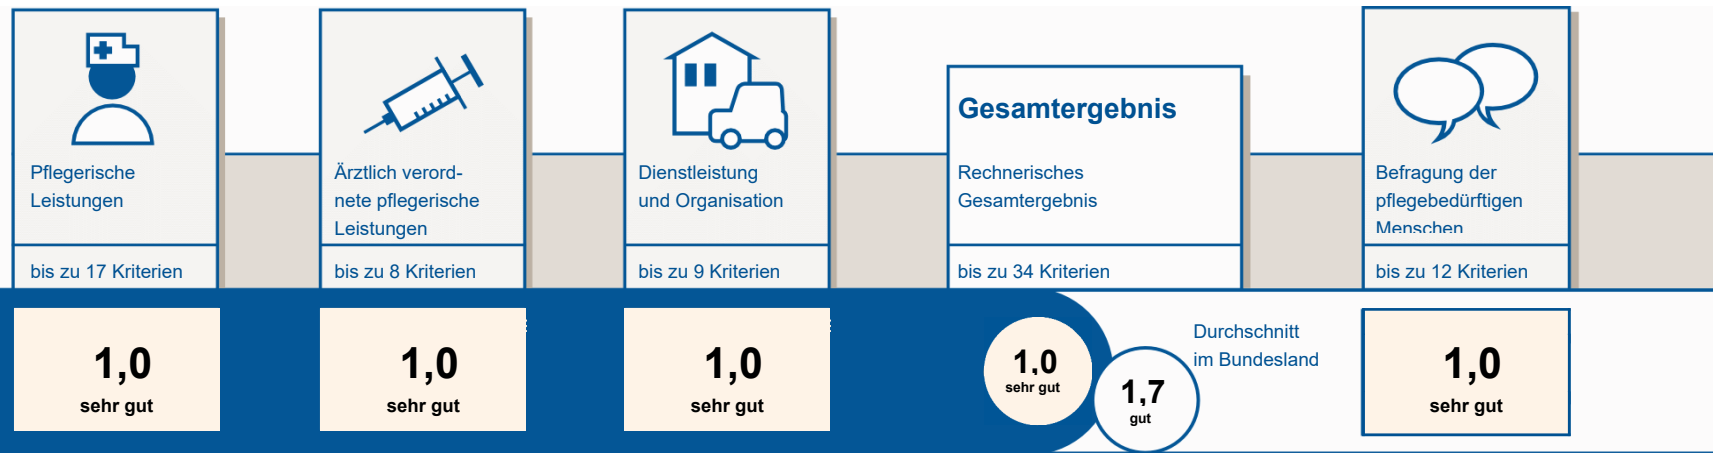 Pflegerische
Leistungen
bis zu 17 Kriterien
1,0
sehr gut
Ärztlich verord-
nete pflegerische
Leistungen
bis zu 8 Kriterien
1,0
sehr gut
Dienstleistung
und Organisation
bis zu 9 Kriterien
1,0
sehr gut
Gesamtergebnis
Rechnerisches
Gesamtergebnis
bis zu 34 Kriterien
1,0
sehr gut
1,7
gut
Durchschnitt
im Bundesland
Befragung der
pflegebedürftigen
Menschen
bis zu 12 Kriterien
1,0
sehr gut